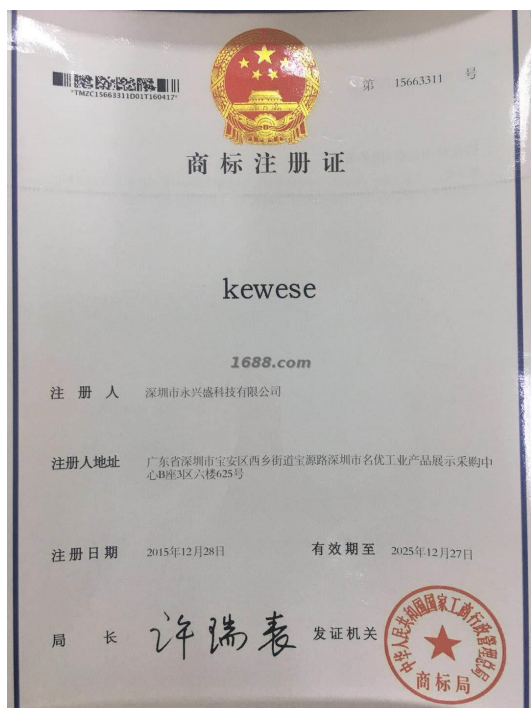 *TMZC15663311D01T160417*
第 15663311 号
商标注册证
kewese
1688.com
注册人 深圳市永兴盛科技有限公司
注册人地址 广东省深圳市宝安区西乡街道宝源路深圳市名优工业产品展示采购中
心B座3区六楼625号
注册日期 2015年12月28日 有效期至 2025年12月27日
局长 许瑞表 发证机关
中华人民共和国国家工商行政管理总局
商标局